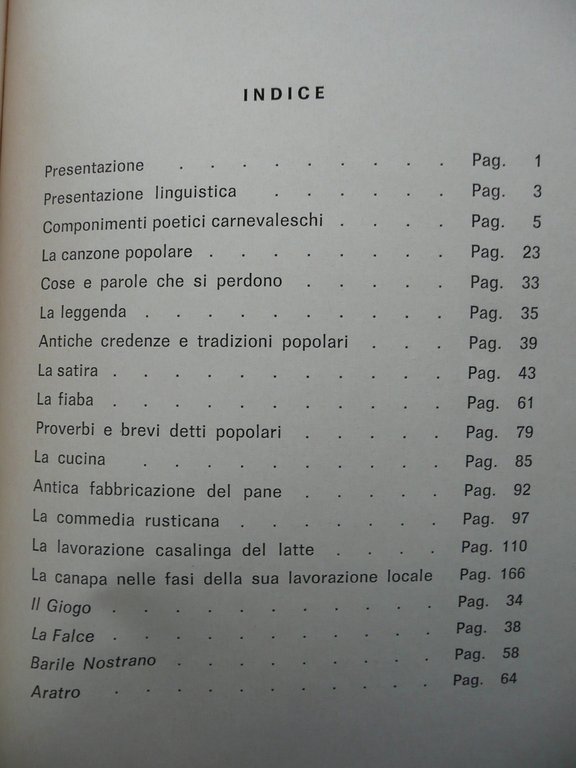 INDICE
Presentazione . . . . . . . . . Pag. 1
Presentazione linguistica . . . . . . Pag. 3
Componimenti poetici carnevaleschi . . . . Pag. 5
La canzone popolare . . . . . . . . Pag. 23
Cose e parole che si perdono . . . . . Pag. 33
La leggenda . . . . . . . . . . Pag. 35
Antiche credenze e tradizioni popolari . . . Pag. 39
La satira . . . . . . . . . . . Pag. 43
La fiaba . . . . . . . . . . . Pag. 61
Proverbi e brevi detti popolari . . . . . Pag. 79
La cucina . . . . . . . . . . Pag. 85
Antica fabbricazione del pane . . . . . Pag. 92
La commedia rusticana . . . . . . . Pag. 97
La lavorazione casalinga del latte . . . . Pag. 110
La canapa nelle fasi della sua lavorazione locale Pag. 166
Il Giogo . . . . . . . . . . . Pag. 34
La Falce . . . . . . . . . . . Pag. 38
Barile Nostrano . . . . . . . . . Pag. 58
Aratro . . . . . . . . . . . Pag. 64